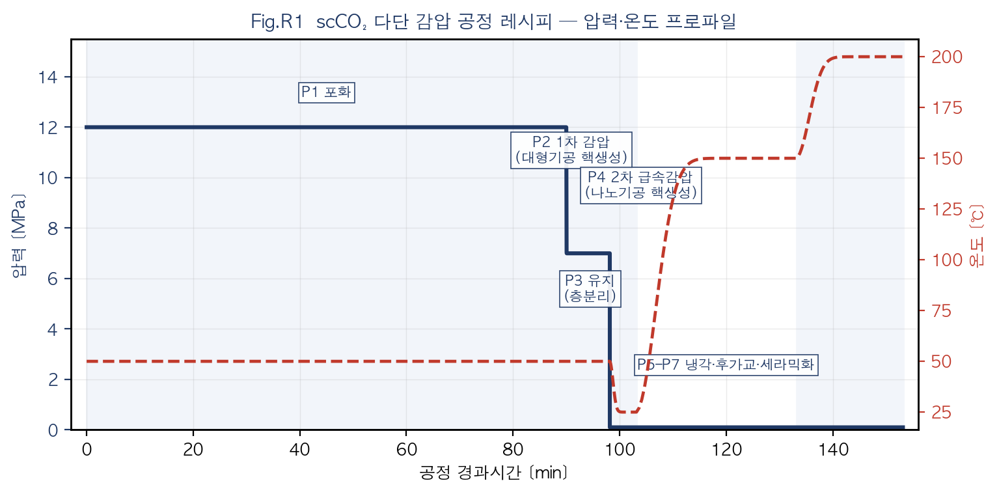 Fig.R1 scCO₂ 다단 감압 공정 레시피 — 압력·온도 프로파일
압력 [MPa]
14
12
10
8
6
4
2
0
P1 포화
P2 1차 감압
(대형기공 핵생성)
P4 2차 급속감압
(나노기공 핵생성)
P3 유지
(층분리)
P5–P7 냉각·후가교·세라믹화
200
175
150
125
100
75
50
25
온도 [℃]
0 20 40 60 80 100 120 140
공정 경과시간 [min]